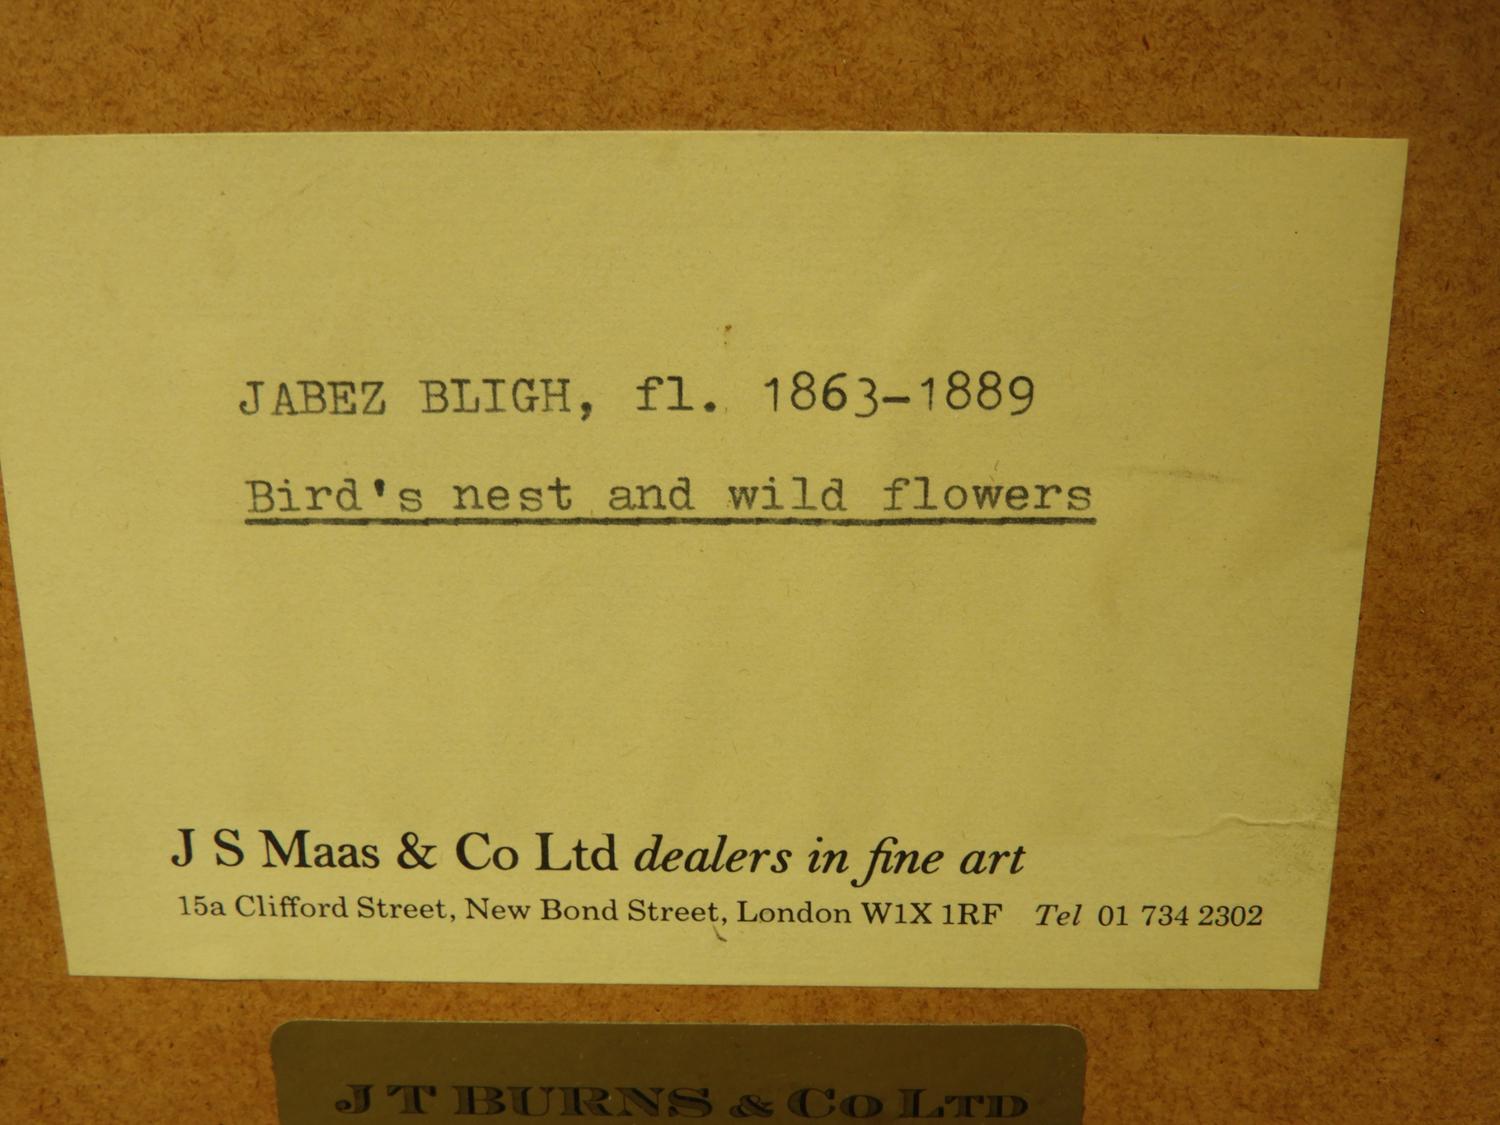 JABEZ BLIGH, fl. 1863-1889
Bird's nest and wild flowers
J S Maas & Co Ltd dealers in fine art
15a Clifford Street, New Bond Street, London W1X 1RF Tel 01 734 2302
J T BURNS & CO LTD